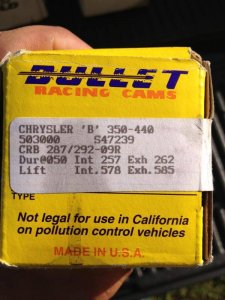 BULLET
RACING CAMS
CHRYSLER 'B' 350-440
503000 S47239
CRB 287/292-09R
Dur@050 Int 257 Exh 262
Lift Int.578 Exh.585
TYPE
Not legal for use in California
on pollution control vehicles
MADE IN U.S.A.